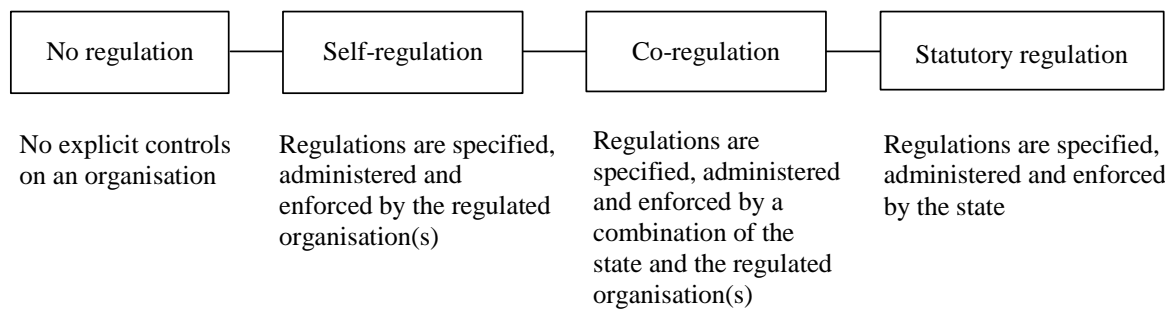 No regulation
Self-regulation
Co-regulation
Statutory regulation
No explicit controls
on an organisation
Regulations are specified,
administered and
enforced by the regulated
organisation(s)
Regulations are
specified, administered
and enforced by a
combination of the
state and the regulated
organisation(s)
Regulations are specified,
administered and enforced
by the state